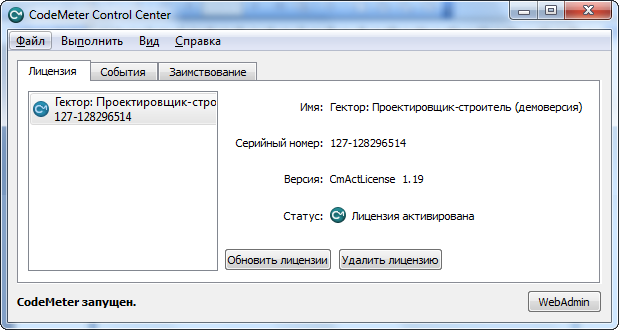 CodeMeter Control Center
Файл Выполнить Вид Справка
Лицензия События Заимствование
Гектор: Проектировщик-стро
127-128296514
Имя: Гектор: Проектировщик-строитель (демоверсия)
Серийный номер: 127-128296514
Версия: CmActLicense 1.19
Статус: Лицензия активирована
Обновить лицензии Удалить лицензию
CodeMeter запущен. WebAdmin